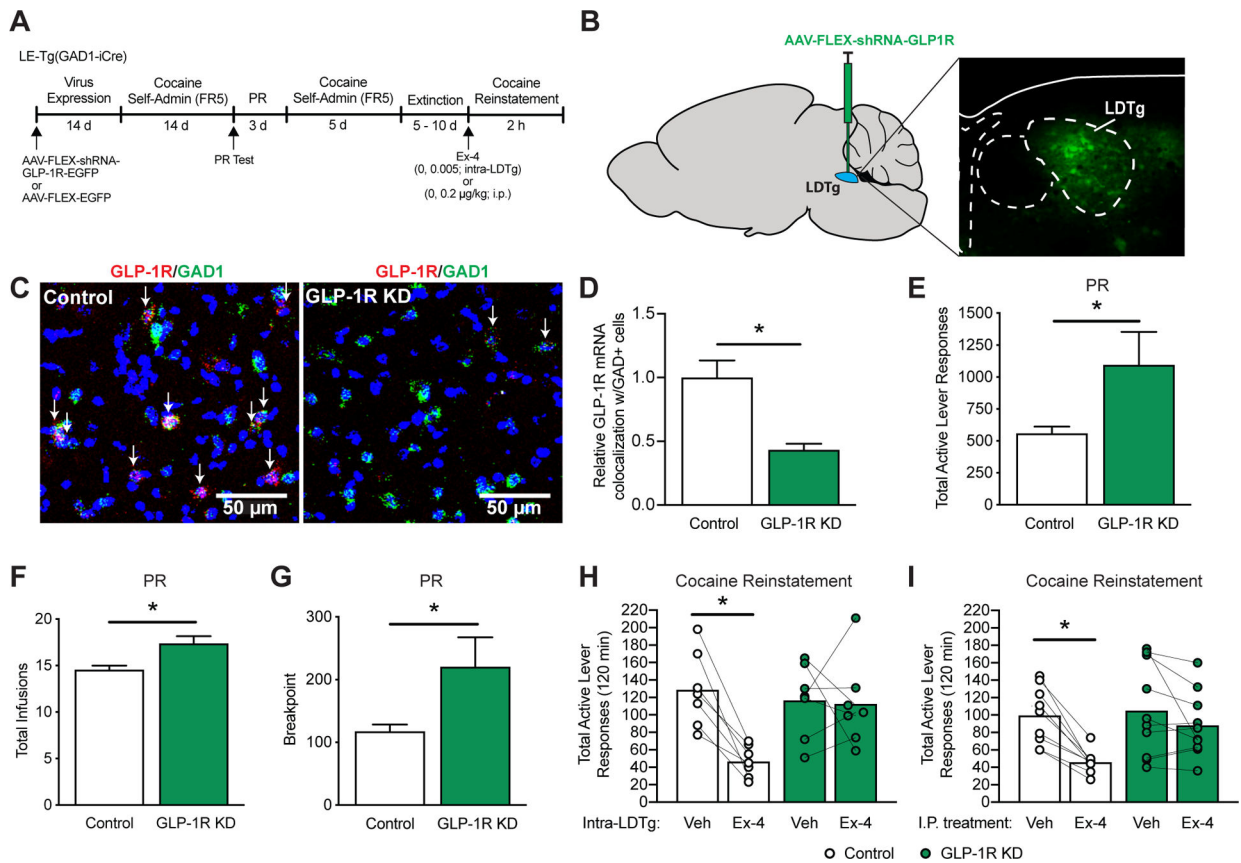 A
LE-Tg(GAD1-iCre)
Virus Expression
Cocaine Self-Admin (FR5)
PR
Cocaine Self-Admin (FR5)
Extinction
Cocaine Reinstatement
14 d
14 d
3 d
5 d
5 - 10 d
2 h
AAV-FLEX-shRNA-
GLP-1R-EGFP
or
AAV-FLEX-EGFP
PR Test
Ex-4
(0, 0.005; intra-LDTg)
or
(0, 0.2 µg/kg; i.p.)
B
AAV-FLEX-shRNA-GLP1R
LDTg
LDTg
C
GLP-1R/GAD1
Control
50 µm
GLP-1R/GAD1
GLP-1R KD
50 µm
D
Relative GLP-1R mRNA
colocalization w/GAD+ cells
1.5
1.0
0.5
0.0
*
Control
GLP-1R KD
E
PR
Total Active Lever Responses
1500
1250
1000
750
500
250
0
*
Control
GLP-1R KD
F
PR
Total Infusions
20
15
10
5
0
*
Control
GLP-1R KD
G
PR
Breakpoint
300
200
100
0
*
Control
GLP-1R KD
H
Cocaine Reinstatement
Total Active Lever
Responses (120 min)
220
200
180
160
140
120
100
80
60
40
20
0
*
Intra-LDTg: Veh Ex-4 Veh Ex-4
I
Cocaine Reinstatement
Total Active Lever
Responses (120 min)
220
200
180
160
140
120
100
80
60
40
20
0
*
I.P. treatment: Veh Ex-4 Veh Ex-4
Control GLP-1R KD